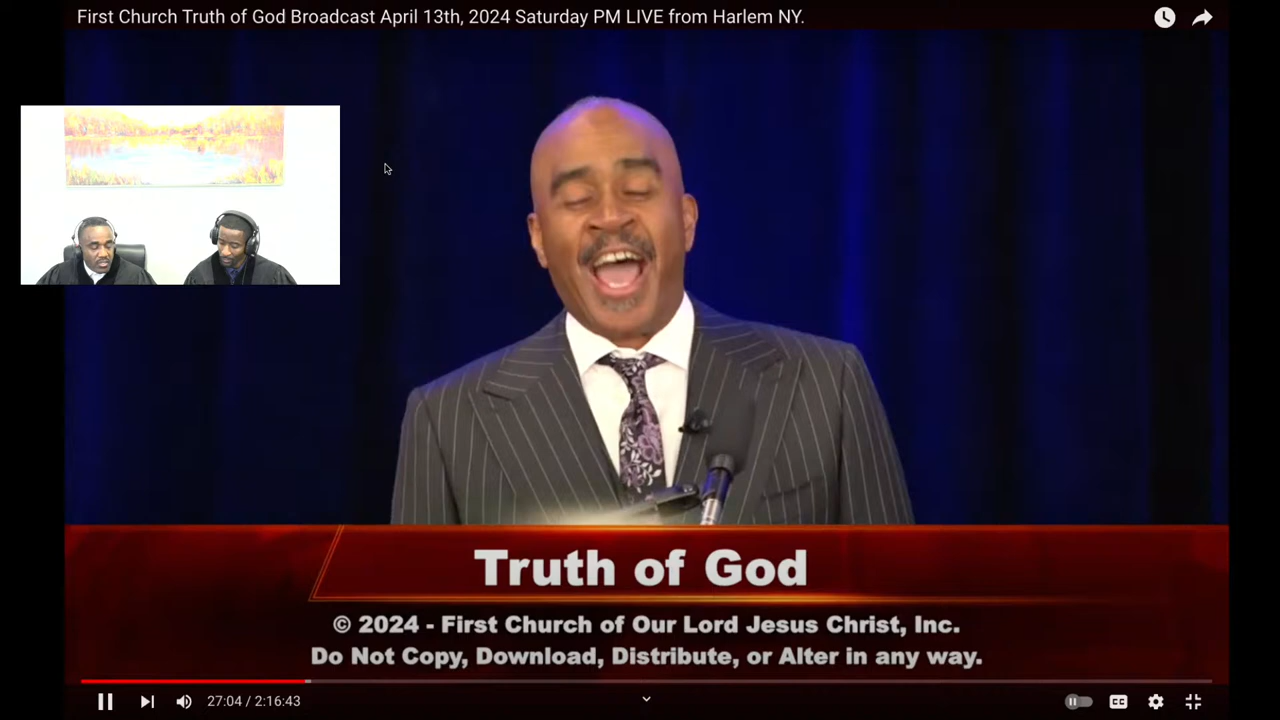 First Church Truth of God Broadcast April 13th, 2024 Saturday PM LIVE from Harlem NY.
Truth of God
© 2024 - First Church of Our Lord Jesus Christ, Inc.
Do Not Copy, Download, Distribute, or Alter in any way.
27:04 / 2:16:43
CC